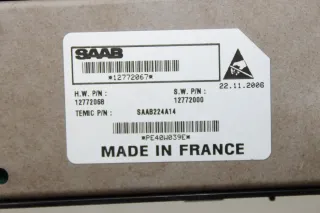 SAAB
*12772067*
22.11.2006
H.W. P/N : S.W. P/N :
12772068 12772000
TEMIC P/N : SAAB224A14
*PE40W039E*
MADE IN FRANCE